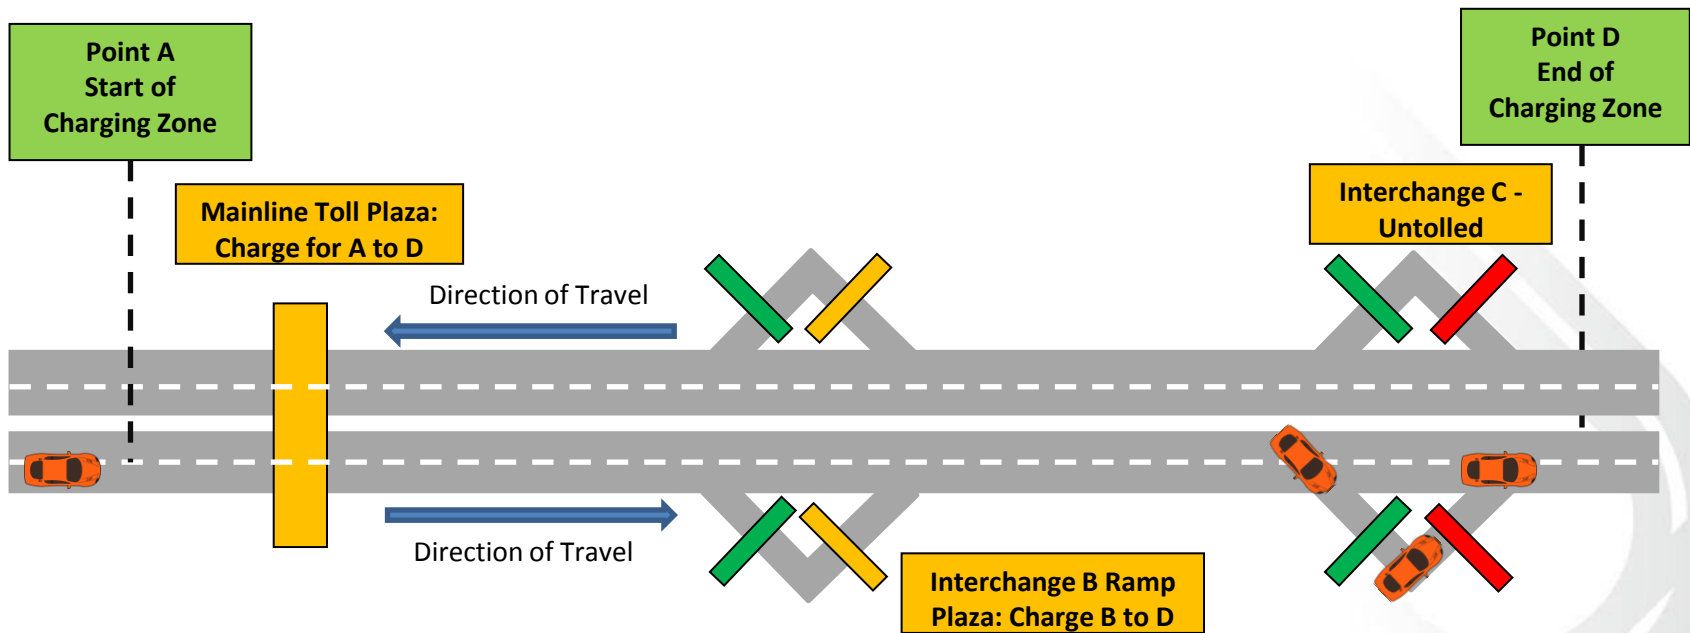 Point A
Start of
Charging Zone
Point D
End of
Charging Zone
Mainline Toll Plaza:
Charge for A to D
Interchange C -
Untolled
Direction of Travel
Direction of Travel
Interchange B Ramp
Plaza: Charge B to D